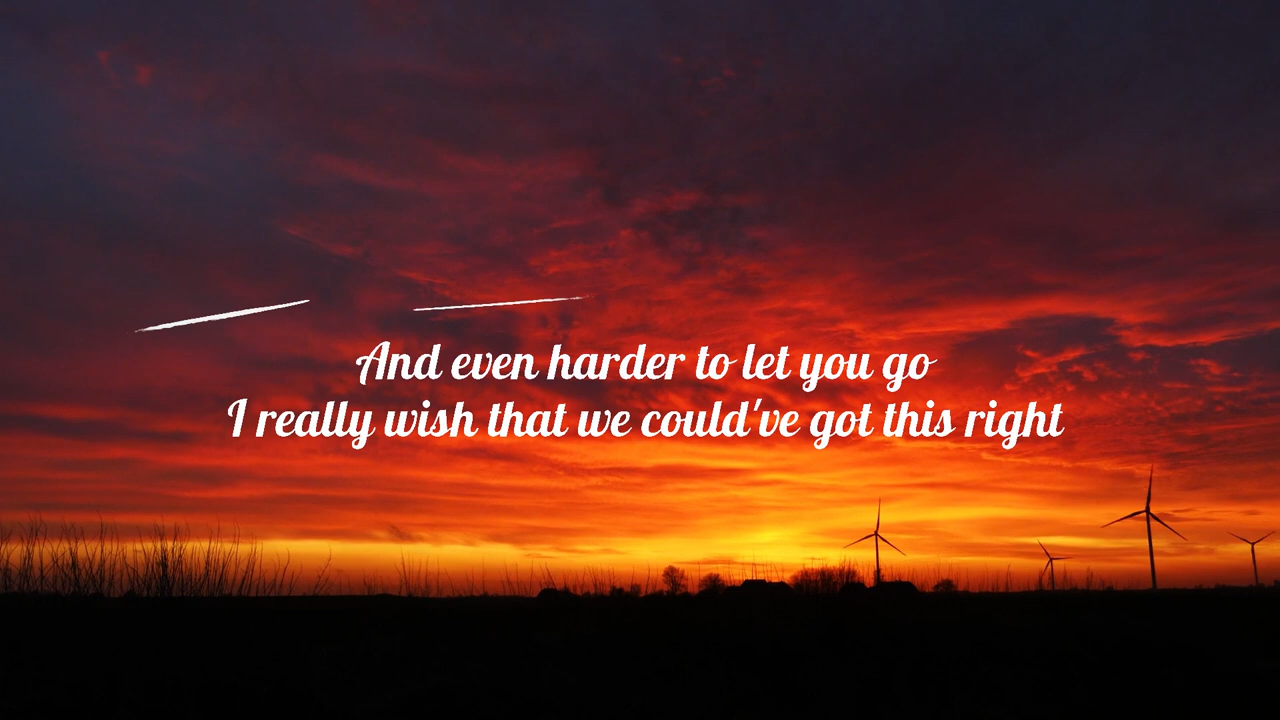 And even harder to let you go
I really wish that we could've got this right